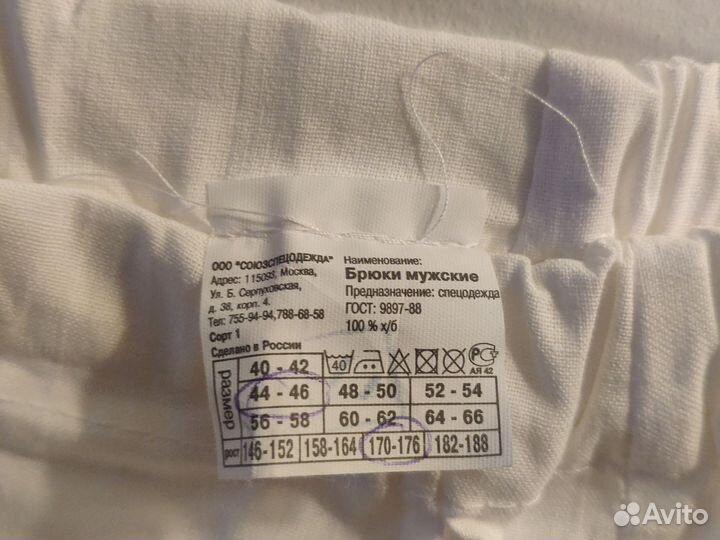 ООО "СОЮЗСПЕЦОДЕЖДА"
Адрес: 115093, Москва,
Ул. Б. Серпуховская,
д. 38, корп. 4.
Тел: 755-94-94,788-68-58
Сорт 1
Сделано в России
Наименование:
Брюки мужские
Предназначение: спецодежда
ГОСТ: 9897-88
100 % х/б
40
РСТ
АЯ 42
размер
40 - 42
44 - 46 48 - 50 52 - 54
56 - 58 60 - 62 64 - 66
рост 146-152 158-164 170-176 182-188
Avito